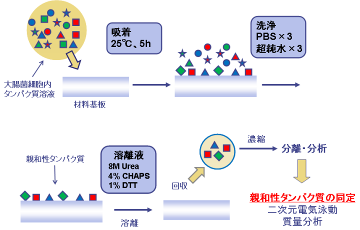 吸着
25℃、5h
洗浄
PBS×3
超純水×3
大腸菌細胞内
タンパク質溶液
材料基板
親和性タンパク質
溶離液
8M Urea
4% CHAPS
1% DTT
溶離
回収
濃縮
分離・分析
親和性タンパク質の同定
二次元電気泳動
質量分析